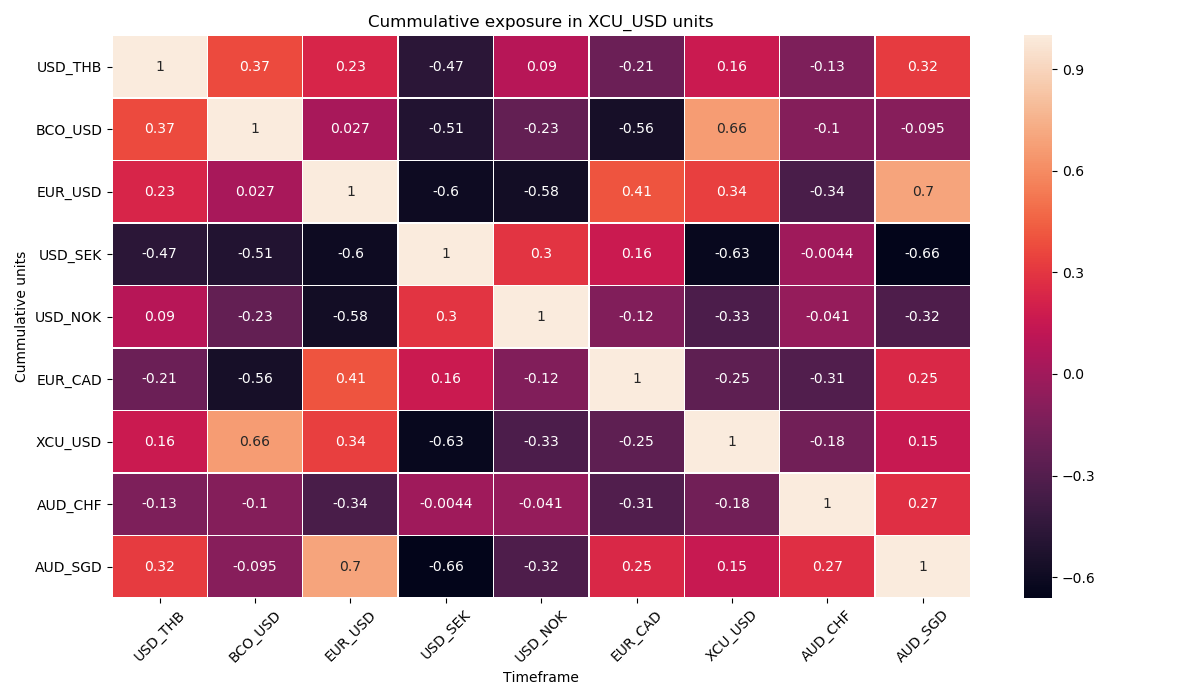 Cummulative exposure in XCU_USD units
USD_THB 1 0.37 0.23 -0.47 0.09 -0.21 0.16 -0.13 0.32
BCO_USD 0.37 1 0.027 -0.51 -0.23 -0.56 0.66 -0.1 -0.095
EUR_USD 0.23 0.027 1 -0.6 -0.58 0.41 0.34 -0.34 0.7
USD_SEK -0.47 -0.51 -0.6 1 0.3 0.16 -0.63 -0.0044 -0.66
USD_NOK 0.09 -0.23 -0.58 0.3 1 -0.12 -0.33 -0.041 -0.32
EUR_CAD -0.21 -0.56 0.41 0.16 -0.12 1 -0.25 -0.31 0.25
XCU_USD 0.16 0.66 0.34 -0.63 -0.33 -0.25 1 -0.18 0.15
AUD_CHF -0.13 -0.1 -0.34 -0.0044 -0.041 -0.31 -0.18 1 0.27
AUD_SGD 0.32 -0.095 0.7 -0.66 -0.32 0.25 0.15 0.27 1
USD_THB BCO_USD EUR_USD USD_SEK USD_NOK EUR_CAD XCU_USD AUD_CHF AUD_SGD
Timeframe
Cummulative units
0.9
0.6
0.3
0.0
−0.3
−0.6